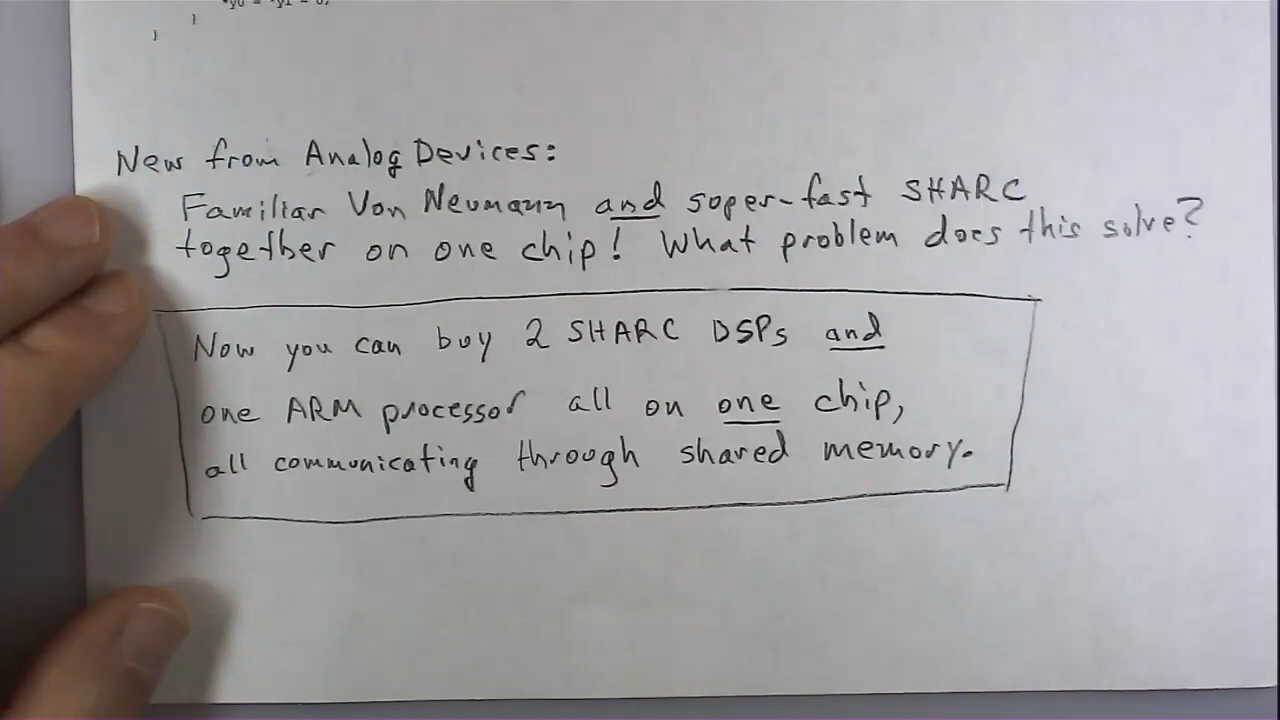 }
}
New from Analog Devices:
Familiar Von Neumann and super-fast SHARC
together on one chip! What problem does this solve?
Now you can buy 2 SHARC DSPs and
one ARM processor all on one chip,
all communicating through shared memory.